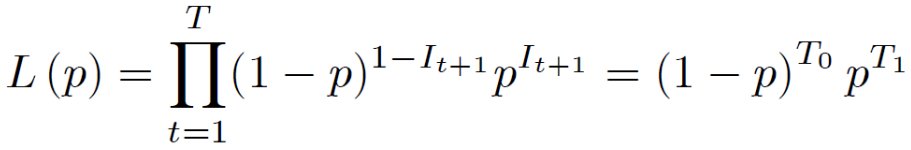 L (p) = ∏_{t=1}^{T} (1 − p)^{1−I_{t+1}} p^{I_{t+1}} = (1 − p)^{T_0} p^{T_1}